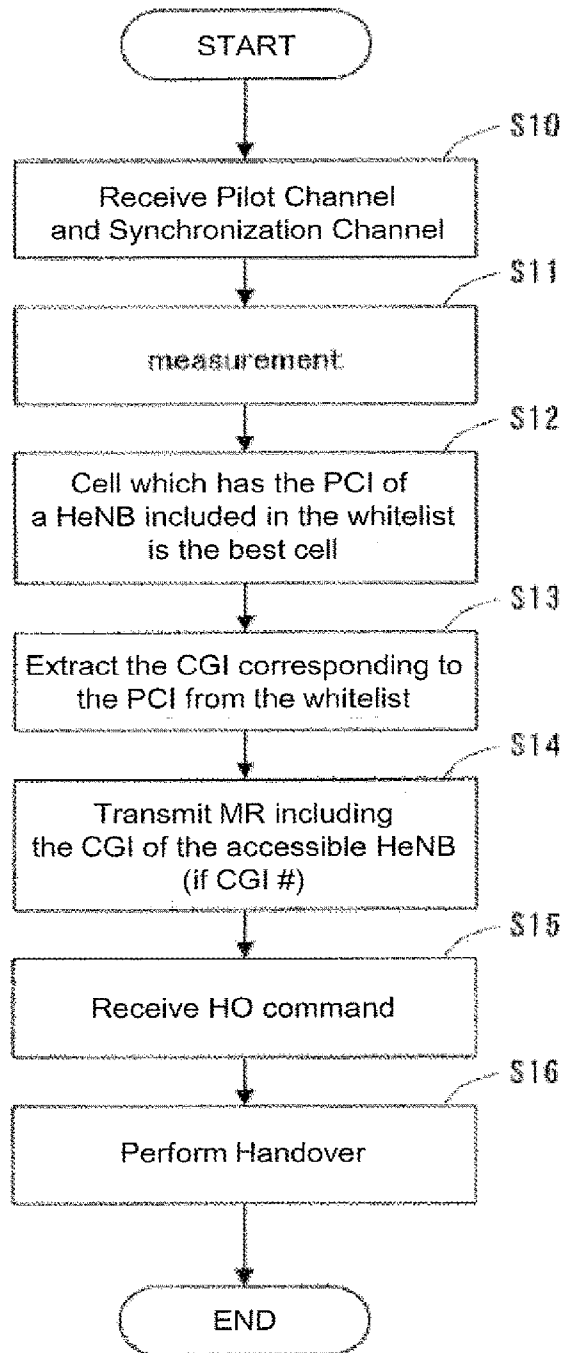 START
S10
Receive Pilot Channel
and Synchronization Channel
S11
measurement
S12
Cell which has the PCI of
a HeNB included in the whitelist
is the best cell
S13
Extract the CGI corresponding to
the PCI from the whitelist
S14
Transmit MR including
the CGI of the accessible HeNB
(if CGI #)
S15
Receive HO command
S16
Perform Handover
END